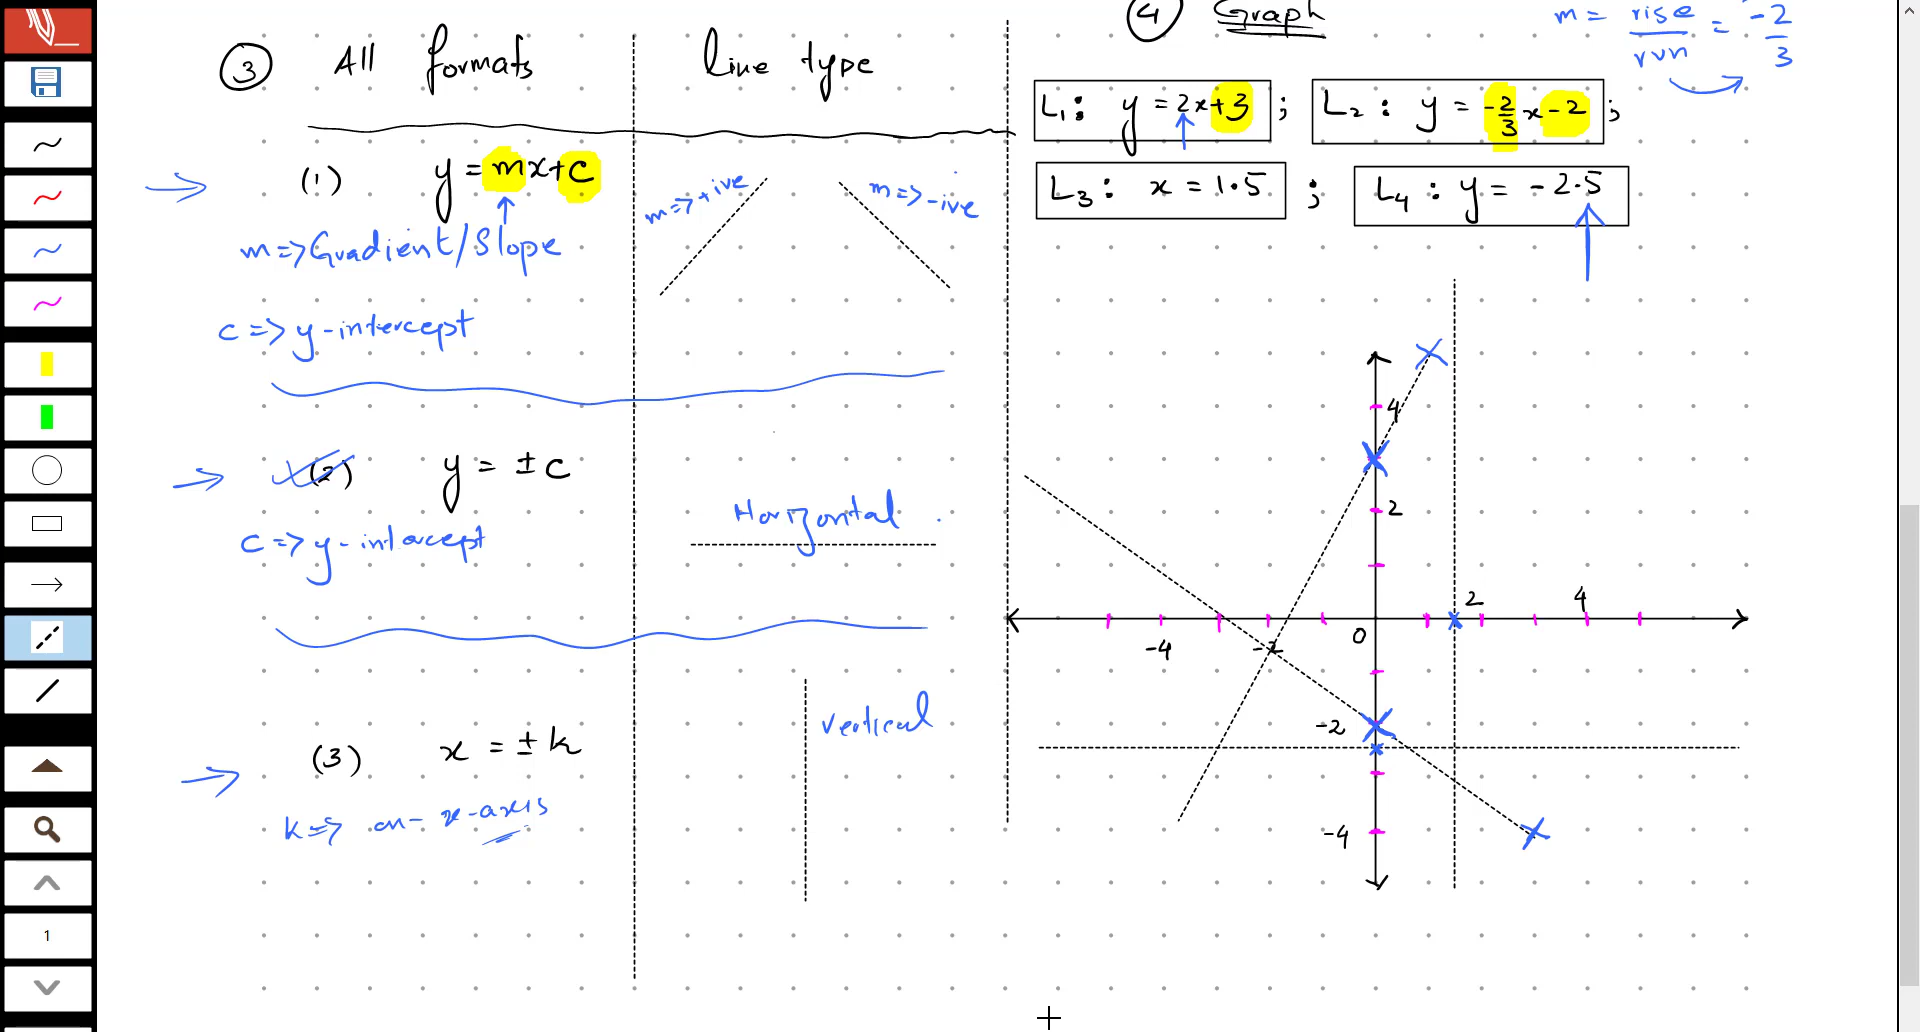 ③ All formats
line type
(1) y = mx+c
m=>Gradient/Slope
c=>y-intercept
m=>+ive
m=>-ive
(2) y = ±c
c=>y-intercept
Horizontal
(3) x = ±k
k=> on- x-axis
Vertical
④ Graph
m = rise/run = -2/3
L₁: y = 2x+3 ;
L₂ : y = -2/3 x -2 ;
L₃ : x = 1.5 ;
L₄ : y = -2.5
4
2
-4
-2
0
2
4
-2
-4
1